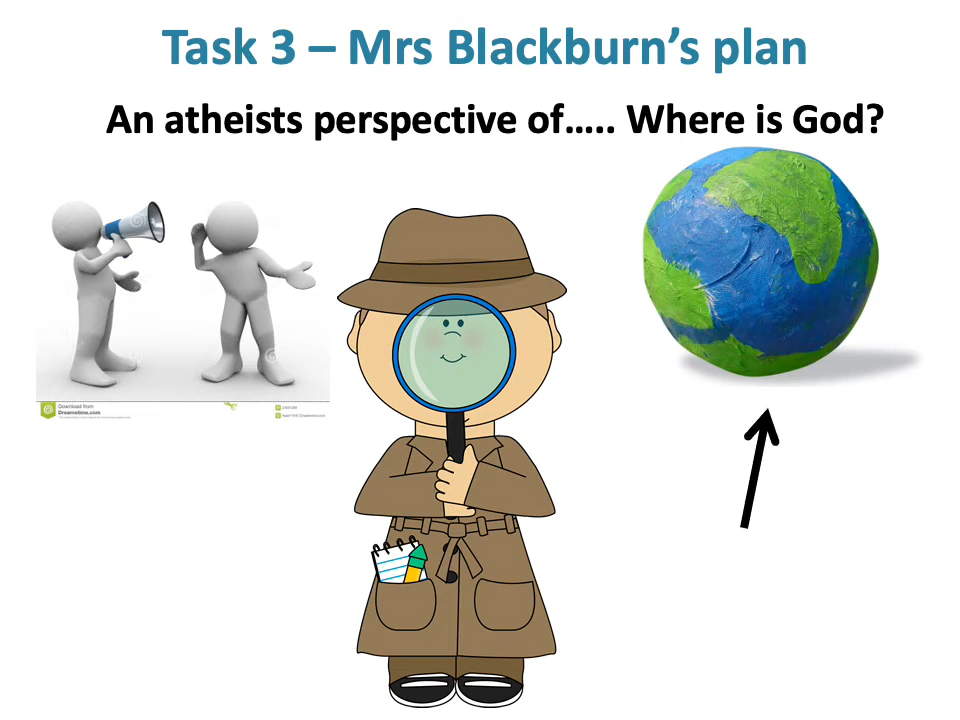 Task 3 – Mrs Blackburn’s plan
An atheists perspective of..... Where is God?
Download from
Dreamstime.com